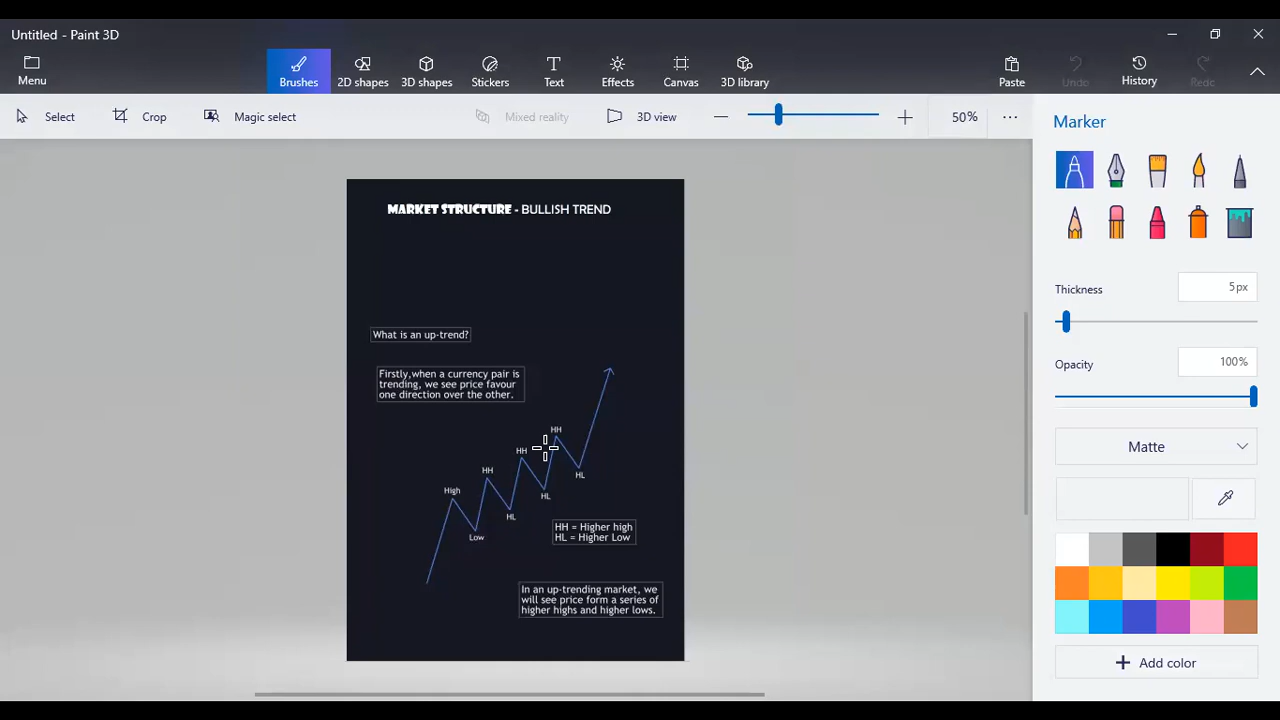 Untitled - Paint 3D
Menu
Brushes
2D shapes
3D shapes
Stickers
Text
Effects
Canvas
3D library
Paste
Undo
History
Redo
Select
Crop
Magic select
Mixed reality
3D view
50%
Marker
Thickness
5px
Opacity
100%
Matte
Add color
MARKET STRUCTURE - BULLISH TREND
What is an up-trend?
Firstly,when a currency pair is
trending, we see price favour
one direction over the other.
HH
HH
HH
High
HL
HL
HL
Low
HH = Higher high
HL = Higher Low
In an up-trending market, we
will see price form a series of
higher highs and higher lows.